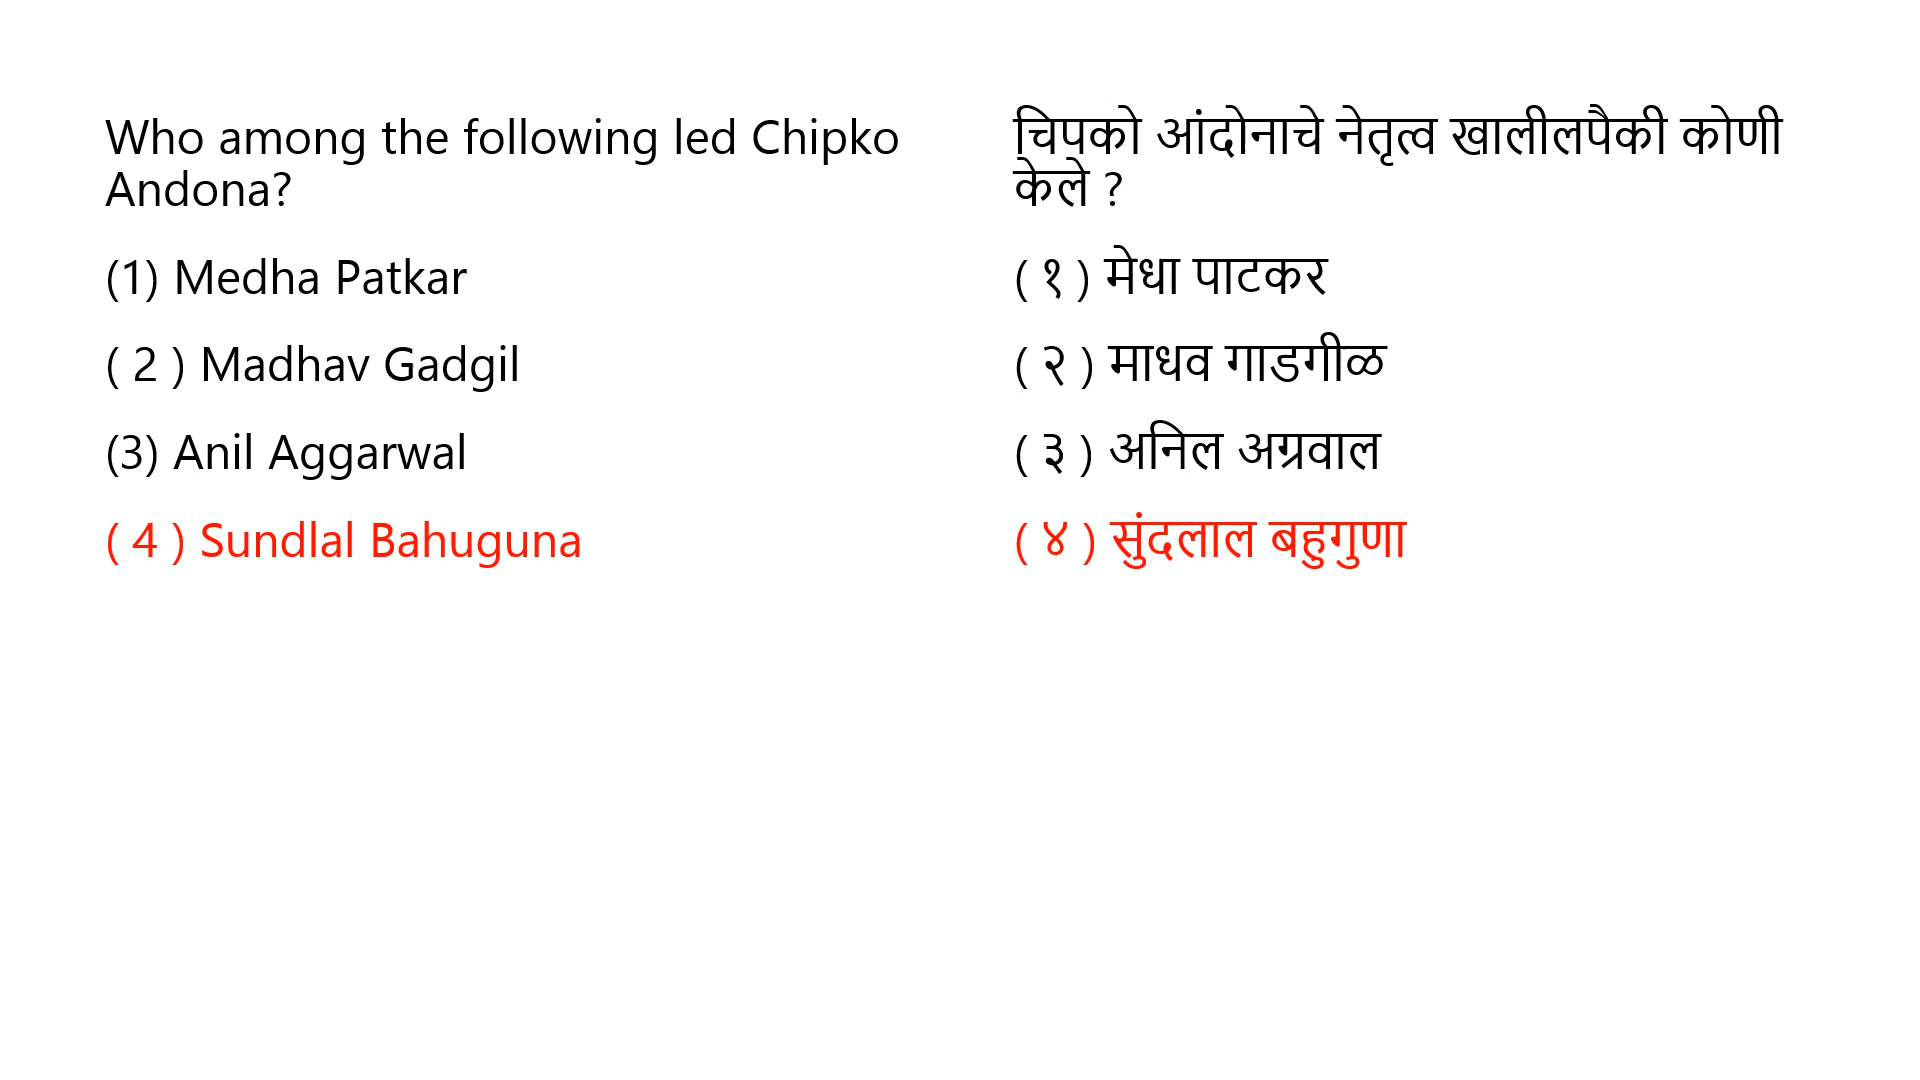 Who among the following led Chipko
Andona?
(1) Medha Patkar
( 2 ) Madhav Gadgil
(3) Anil Aggarwal
( 4 ) Sundlal Bahuguna
चिपको आंदोनाचे नेतृत्व खालीलपैकी कोणी
केले ?
( १ ) मेधा पाटकर
( २ ) माधव गाडगीळ
( ३ ) अनिल अग्रवाल
( ४ ) सुंदलाल बहुगुणा